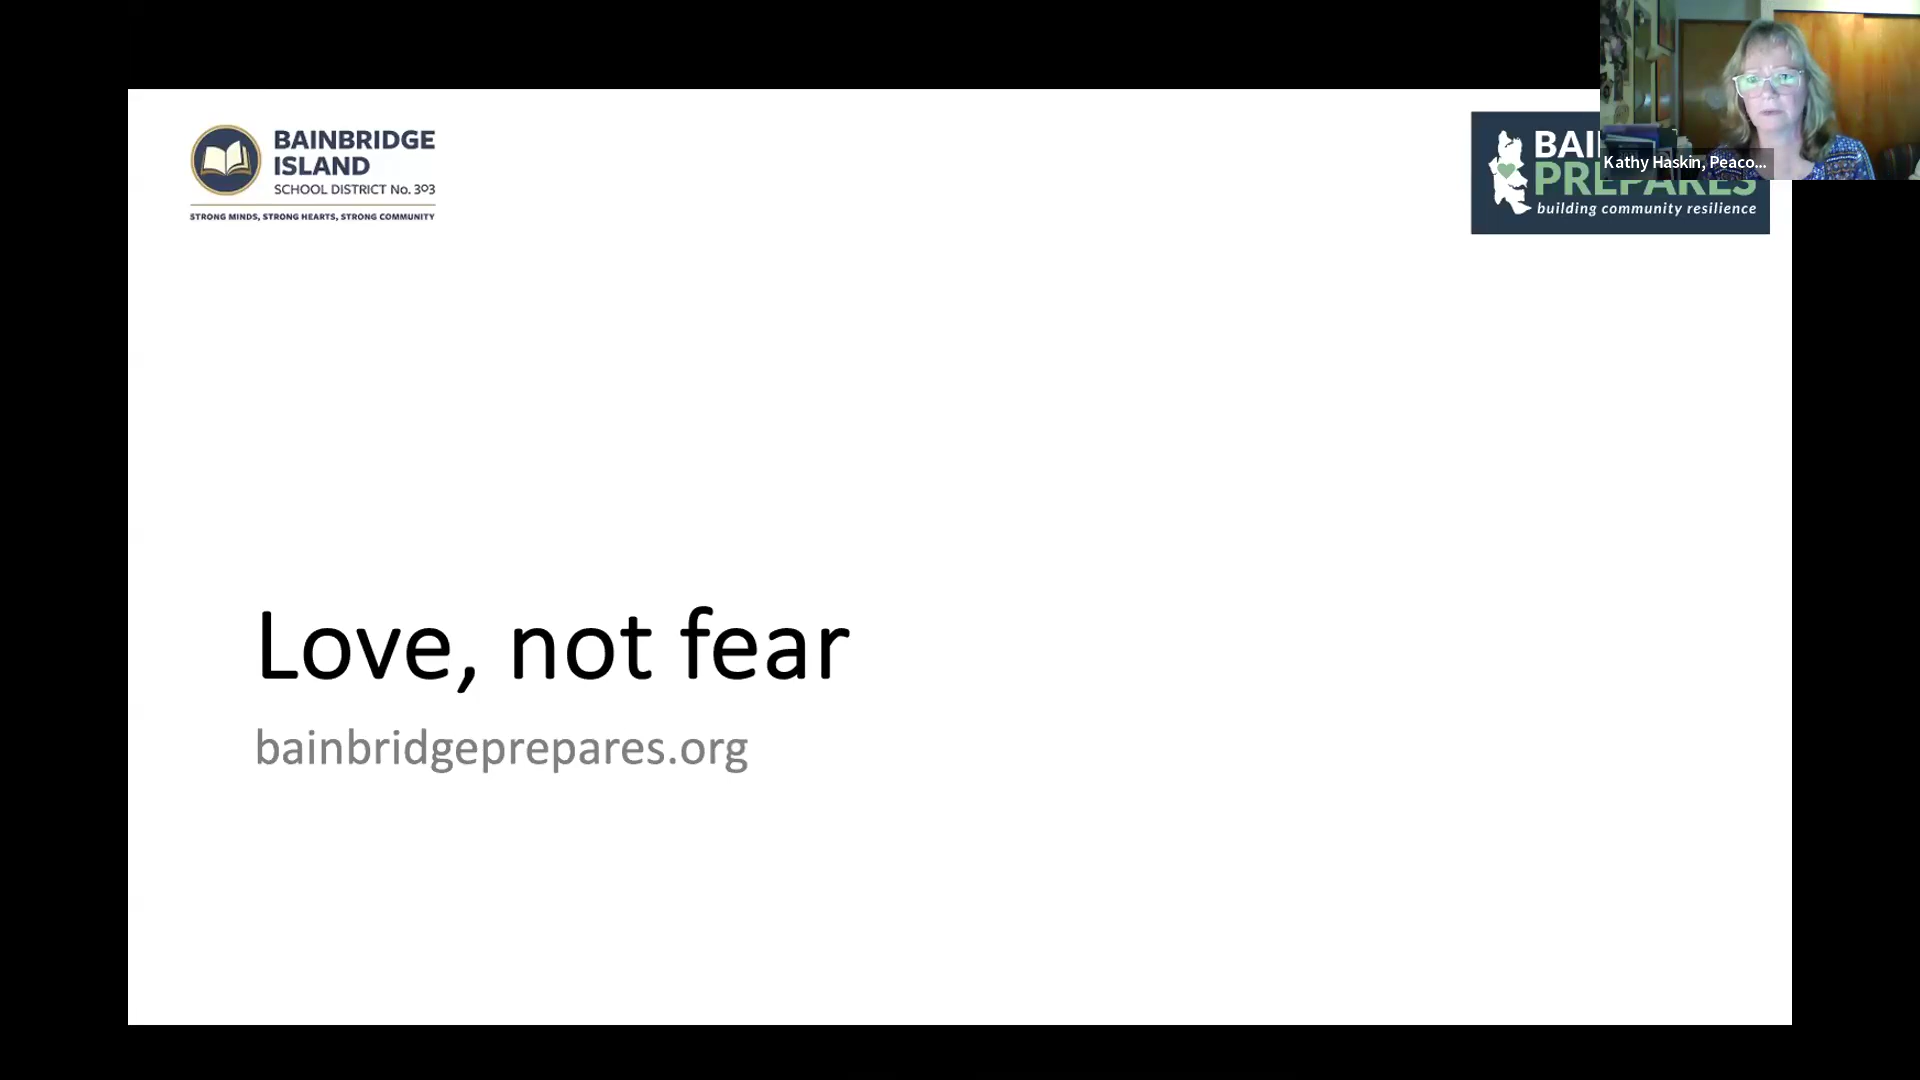 BAINBRIDGE
ISLAND
SCHOOL DISTRICT No. 303
STRONG MINDS, STRONG HEARTS, STRONG COMMUNITY
BAI
PREPARES
building community resilience
Kathy Haskin, Peaco...
Love, not fear
bainbridgeprepares.org